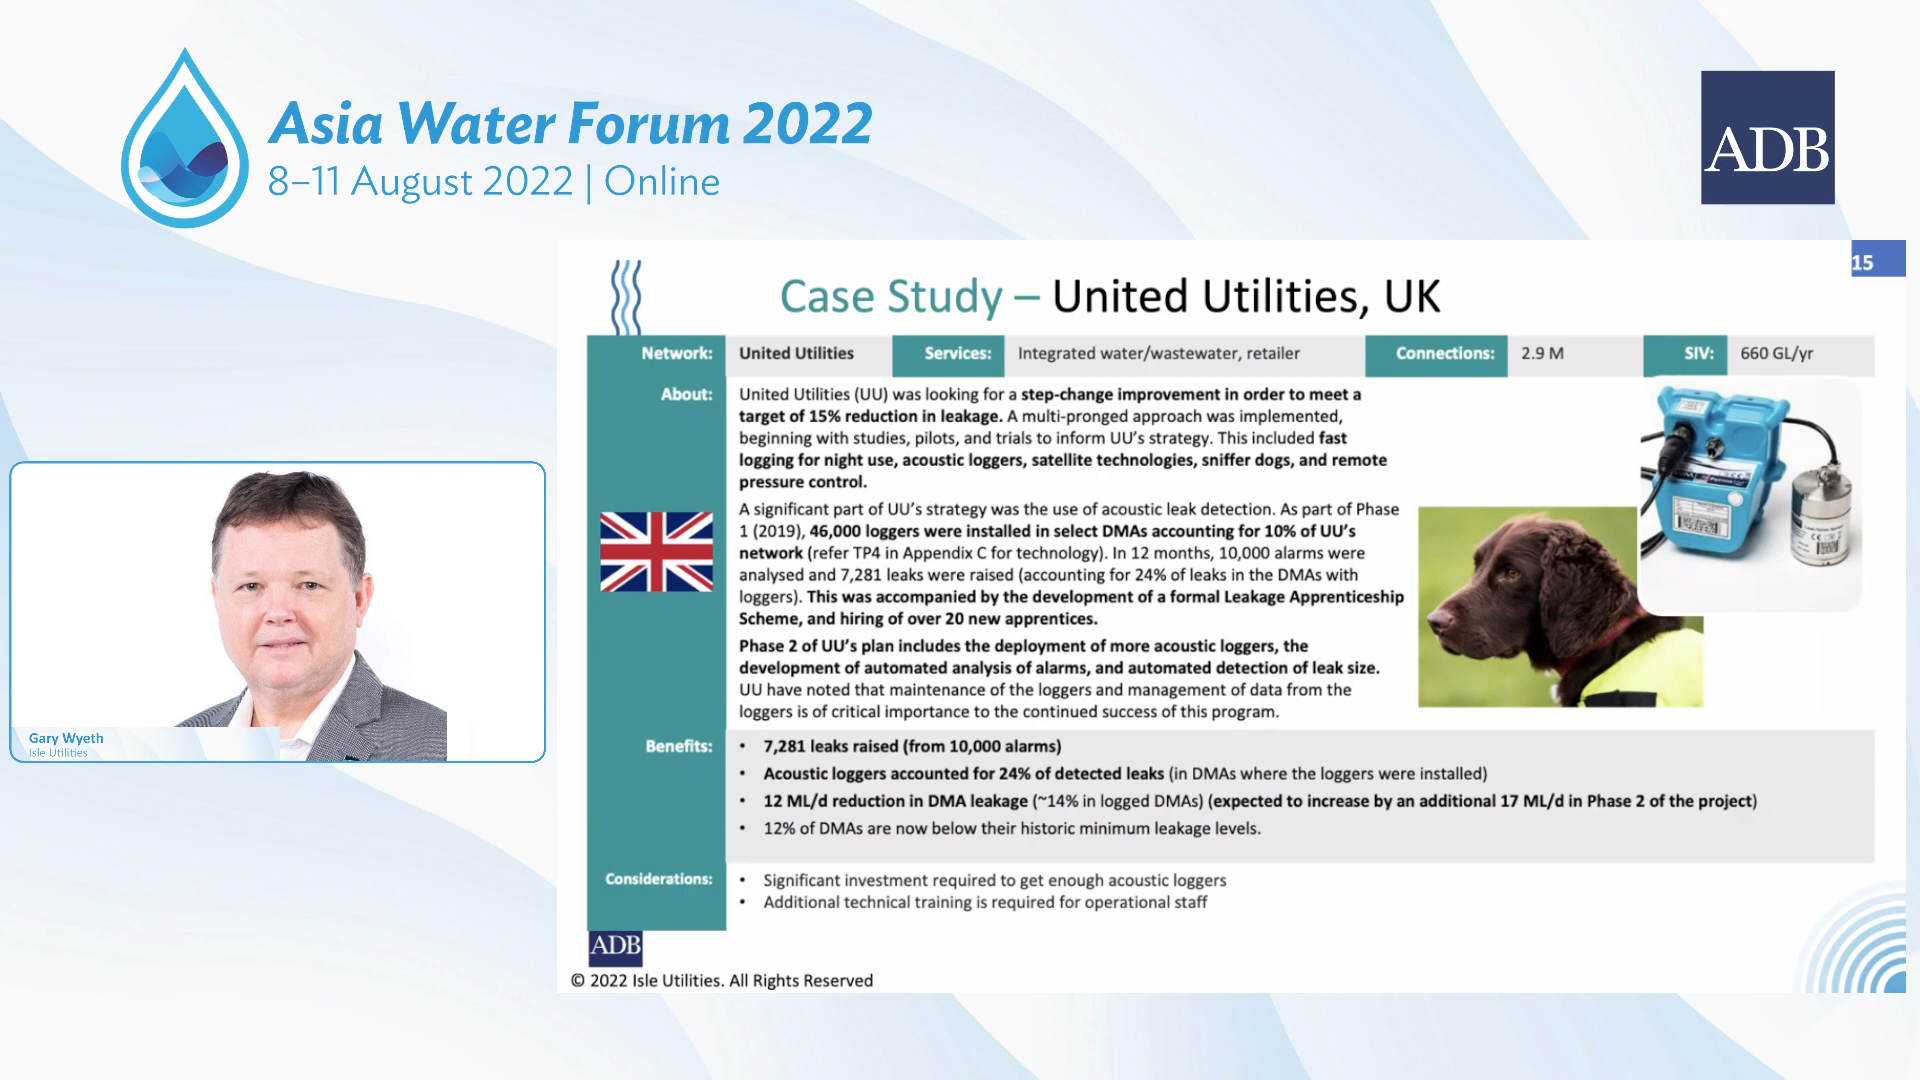 Asia Water Forum 2022
8–11 August 2022 | Online
ADB
15
Case Study – United Utilities, UK
Network: United Utilities Services: Integrated water/wastewater, retailer Connections: 2.9 M SIV: 660 GL/yr
About: United Utilities (UU) was looking for a step-change improvement in order to meet a
target of 15% reduction in leakage. A multi-pronged approach was implemented,
beginning with studies, pilots, and trials to inform UU’s strategy. This included fast
logging for night use, acoustic loggers, satellite technologies, sniffer dogs, and remote
pressure control.
A significant part of UU’s strategy was the use of acoustic leak detection. As part of Phase
1 (2019), 46,000 loggers were installed in select DMAs accounting for 10% of UU’s
network (refer TP4 in Appendix C for technology). In 12 months, 10,000 alarms were
analysed and 7,281 leaks were raised (accounting for 24% of leaks in the DMAs with
loggers). This was accompanied by the development of a formal Leakage Apprenticeship
Scheme, and hiring of over 20 new apprentices.
Phase 2 of UU’s plan includes the deployment of more acoustic loggers, the
development of automated analysis of alarms, and automated detection of leak size.
UU have noted that maintenance of the loggers and management of data from the
loggers is of critical importance to the continued success of this program.
Benefits: • 7,281 leaks raised (from 10,000 alarms)
• Acoustic loggers accounted for 24% of detected leaks (in DMAs where the loggers were installed)
• 12 ML/d reduction in DMA leakage (~14% in logged DMAs) (expected to increase by an additional 17 ML/d in Phase 2 of the project)
• 12% of DMAs are now below their historic minimum leakage levels.
Considerations: • Significant investment required to get enough acoustic loggers
• Additional technical training is required for operational staff
ADB
© 2022 Isle Utilities. All Rights Reserved
Gary Wyeth
Isle Utilities